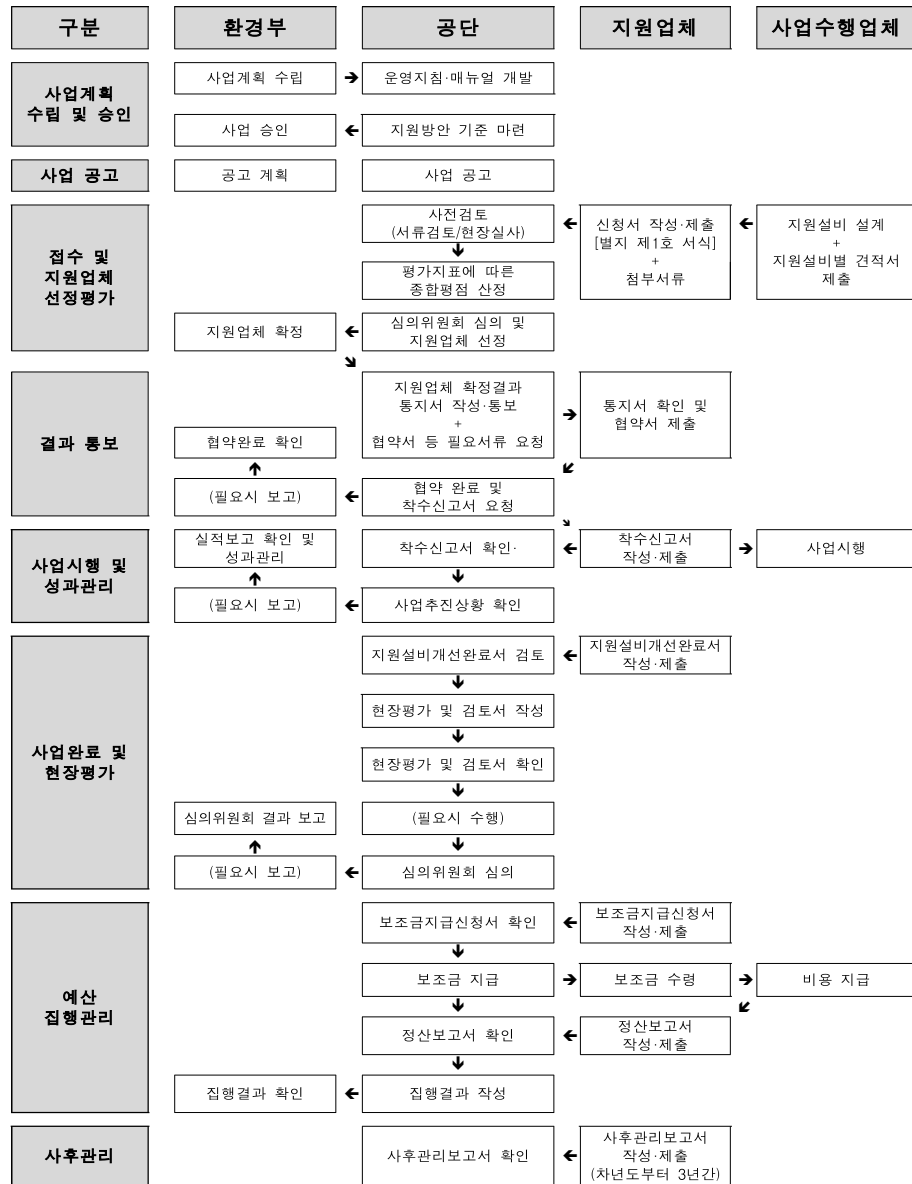 구분
환경부
공단
지원업체
사업수행업체
사업계획
수립 및 승인
사업계획 수립
운영지침·매뉴얼 개발
사업 승인
지원방안 기준 마련
사업 공고
공고 계획
사업 공고
접수 및
지원업체
선정평가
사전검토
(서류검토/현장실사)
신청서 작성·제출
[별지 제1호 서식]
+
첨부서류
지원설비 설계
+
지원설비별 견적서
제출
평가지표에 따른
종합평점 산정
지원업체 확정
심의위원회 심의 및
지원업체 선정
결과 통보
지원업체 확정결과
통지서 작성·통보
+
협약서 등 필요서류 요청
통지서 확인 및
협약서 제출
협약완료 확인
(필요시 보고)
협약 완료 및
착수신고서 요청
사업시행 및
성과관리
실적보고 확인 및
성과관리
착수신고서 확인·
착수신고서
작성·제출
사업시행
(필요시 보고)
사업추진상황 확인
사업완료 및
현장평가
지원설비개선완료서 검토
지원설비개선완료서
작성·제출
현장평가 및 검토서 작성
현장평가 및 검토서 확인
심의위원회 결과 보고
(필요시 수행)
(필요시 보고)
심의위원회 심의
예산
집행관리
보조금지급신청서 확인
보조금지급신청서
작성·제출
보조금 지급
보조금 수령
비용 지급
정산보고서 확인
정산보고서
작성·제출
집행결과 확인
집행결과 작성
사후관리
사후관리보고서 확인
사후관리보고서
작성·제출
(차년도부터 3년간)